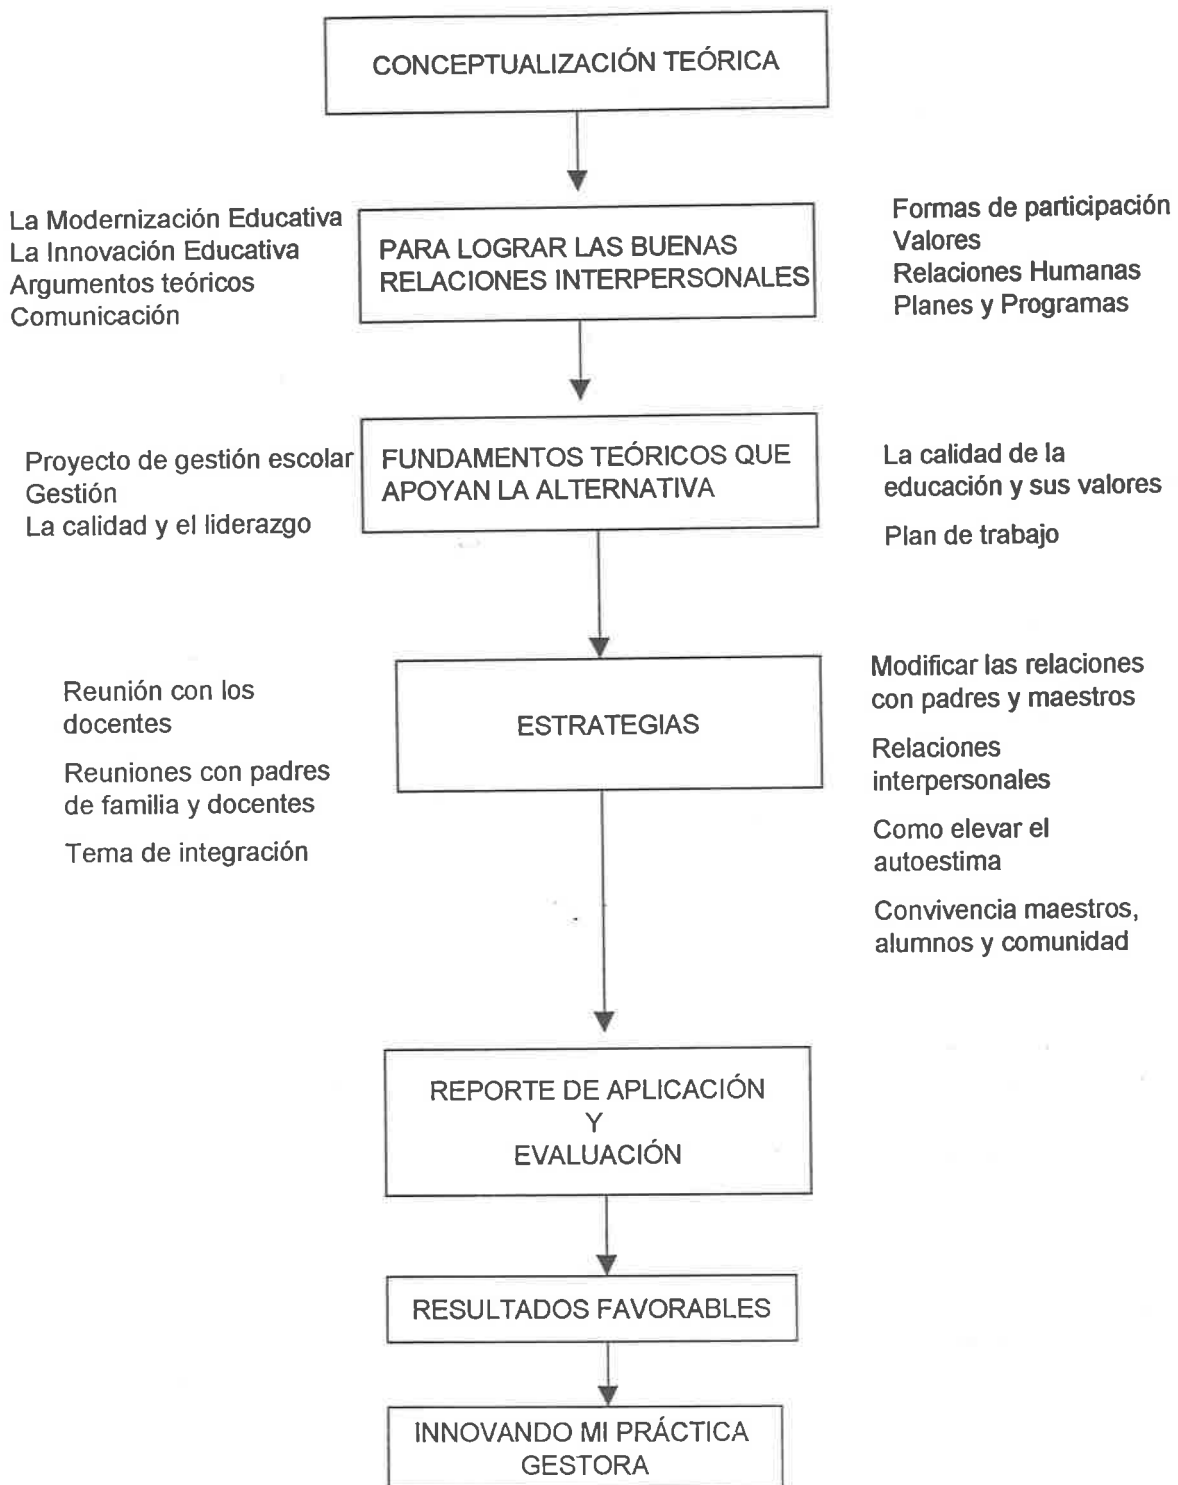 CONCEPTUALIZACIÓN TEÓRICA
La Modernización Educativa
La Innovación Educativa
Argumentos teóricos
Comunicación
PARA LOGRAR LAS BUENAS
RELACIONES INTERPERSONALES
Formas de participación
Valores
Relaciones Humanas
Planes y Programas
Proyecto de gestión escolar
Gestión
La calidad y el liderazgo
FUNDAMENTOS TEÓRICOS QUE
APOYAN LA ALTERNATIVA
La calidad de la
educación y sus valores
Plan de trabajo
Reunión con los
docentes
Reuniones con padres
de familia y docentes
Tema de integración
ESTRATEGIAS
Modificar las relaciones
con padres y maestros
Relaciones
interpersonales
Como elevar el
autoestima
Convivencia maestros,
alumnos y comunidad
REPORTE DE APLICACIÓN
Y
EVALUACIÓN
RESULTADOS FAVORABLES
INNOVANDO MI PRÁCTICA
GESTORA